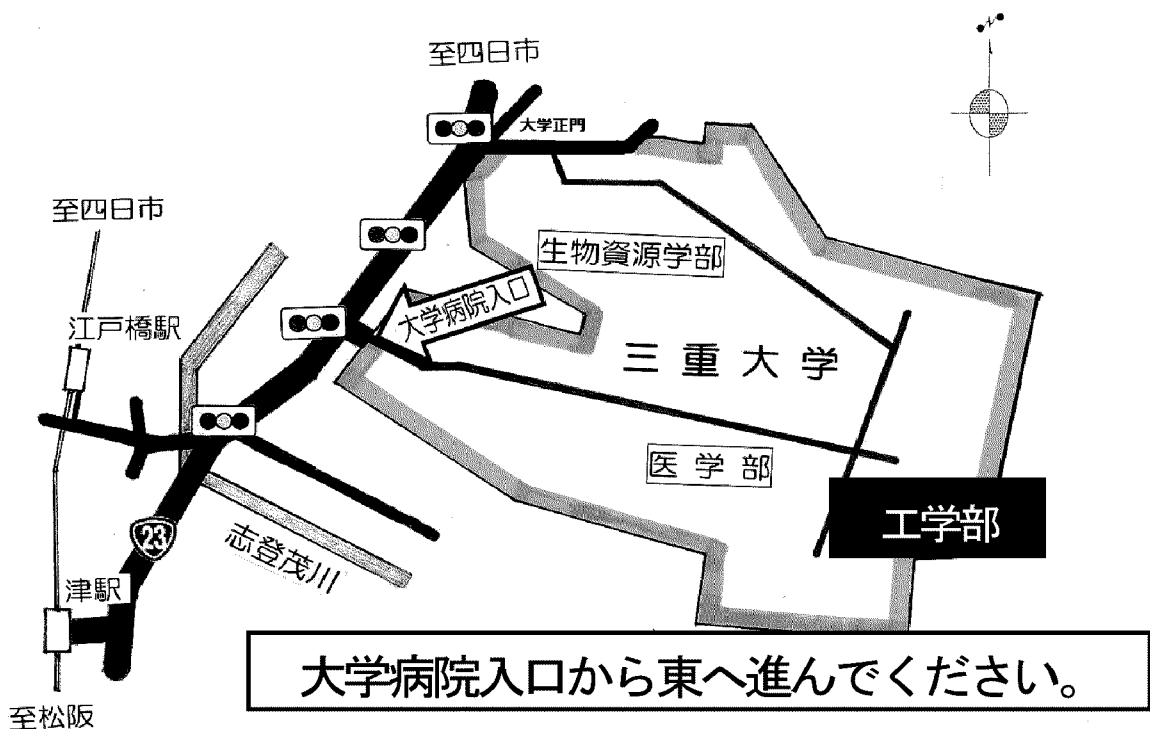 至四日市
大学正門
至四日市
生物資源学部
大学病院入口
江戸橋駅
三重大学
医学部
工学部
23
志登茂川
津駅
大学病院入口から東へ進んでください。
至松阪